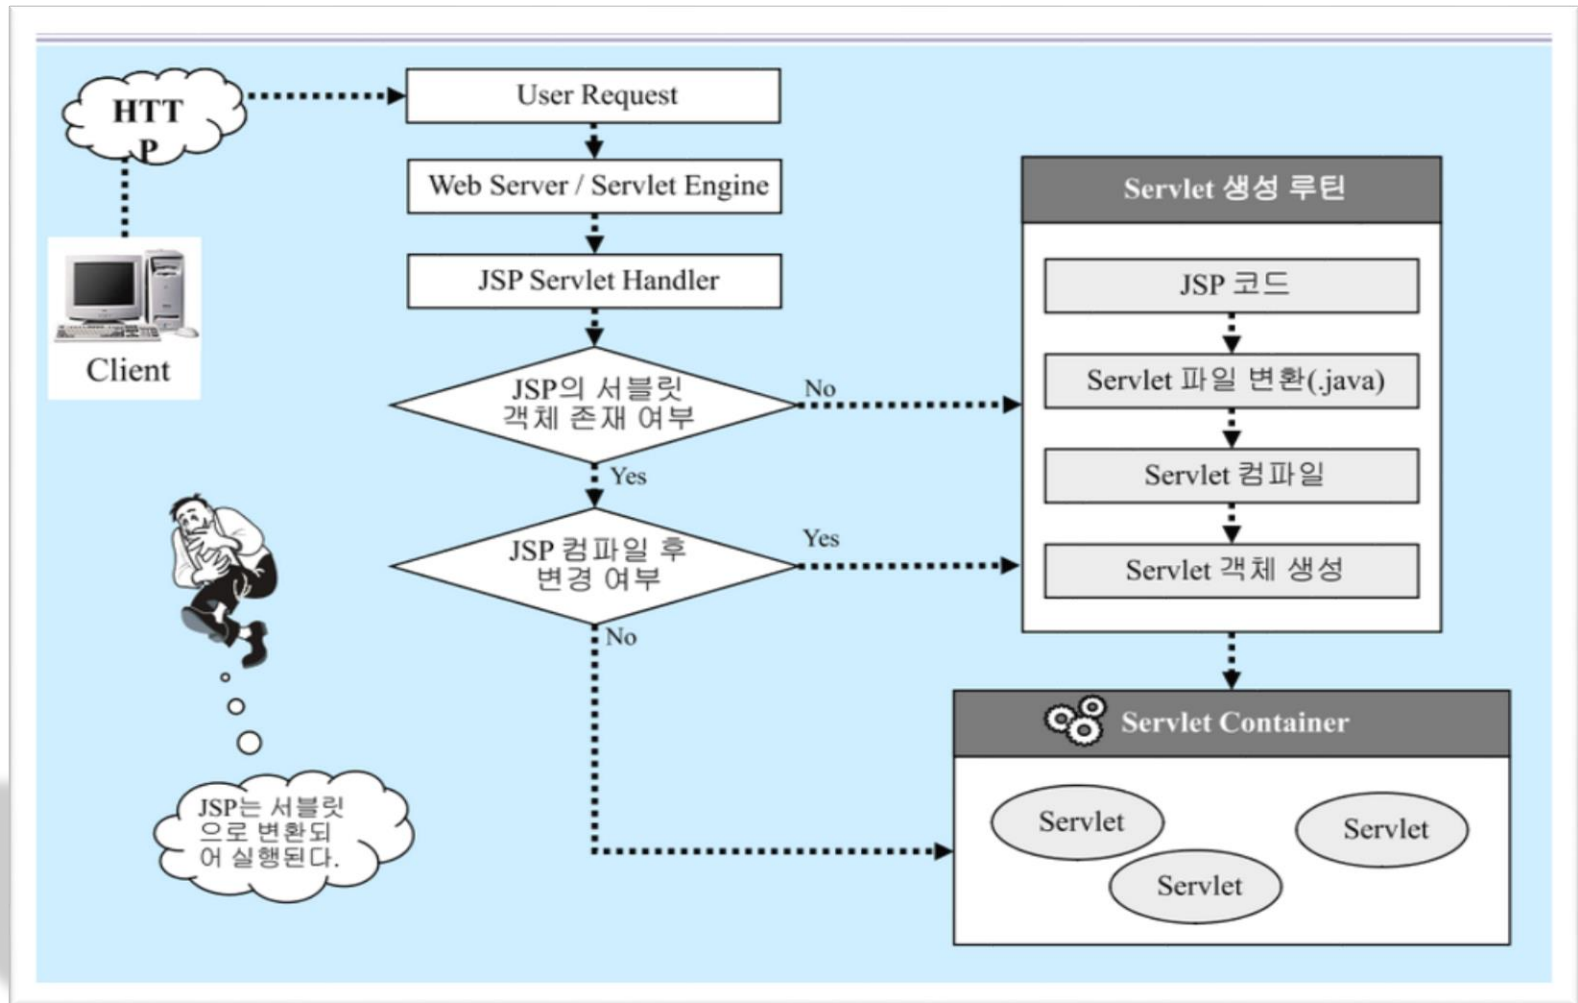 HTT
P
Client
User Request
Web Server / Servlet Engine
JSP Servlet Handler
JSP의 서블릿
객체 존재 여부
No
Yes
JSP 컴파일 후
변경 여부
Yes
No
Servlet 생성 루틴
JSP 코드
Servlet 파일 변환(.java)
Servlet 컴파일
Servlet 객체 생성
Servlet Container
Servlet
Servlet
Servlet
JSP는 서블릿
으로 변환되
어 실행된다.